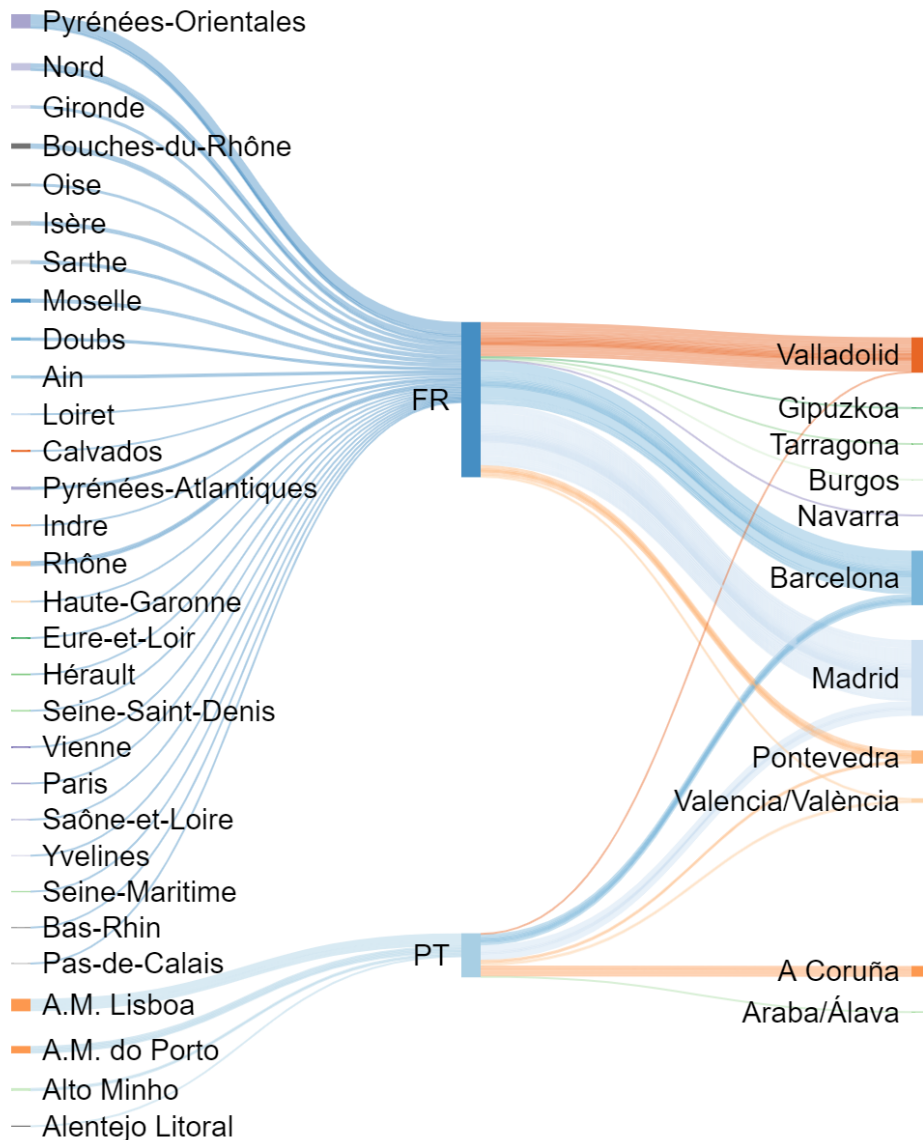 Pyrénées-Orientales
Nord
Gironde
Bouches-du-Rhône
Oise
Isère
Sarthe
Moselle
Doubs
Ain
Loiret
Calvados
Pyrénées-Atlantiques
Indre
Rhône
Haute-Garonne
Eure-et-Loir
Hérault
Seine-Saint-Denis
Vienne
Paris
Saône-et-Loire
Yvelines
Seine-Maritime
Bas-Rhin
Pas-de-Calais
A.M. Lisboa
A.M. do Porto
Alto Minho
Alentejo Litoral
FR
PT
Valladolid
Gipuzkoa
Tarragona
Burgos
Navarra
Barcelona
Madrid
Pontevedra
Valencia/València
A Coruña
Araba/Álava